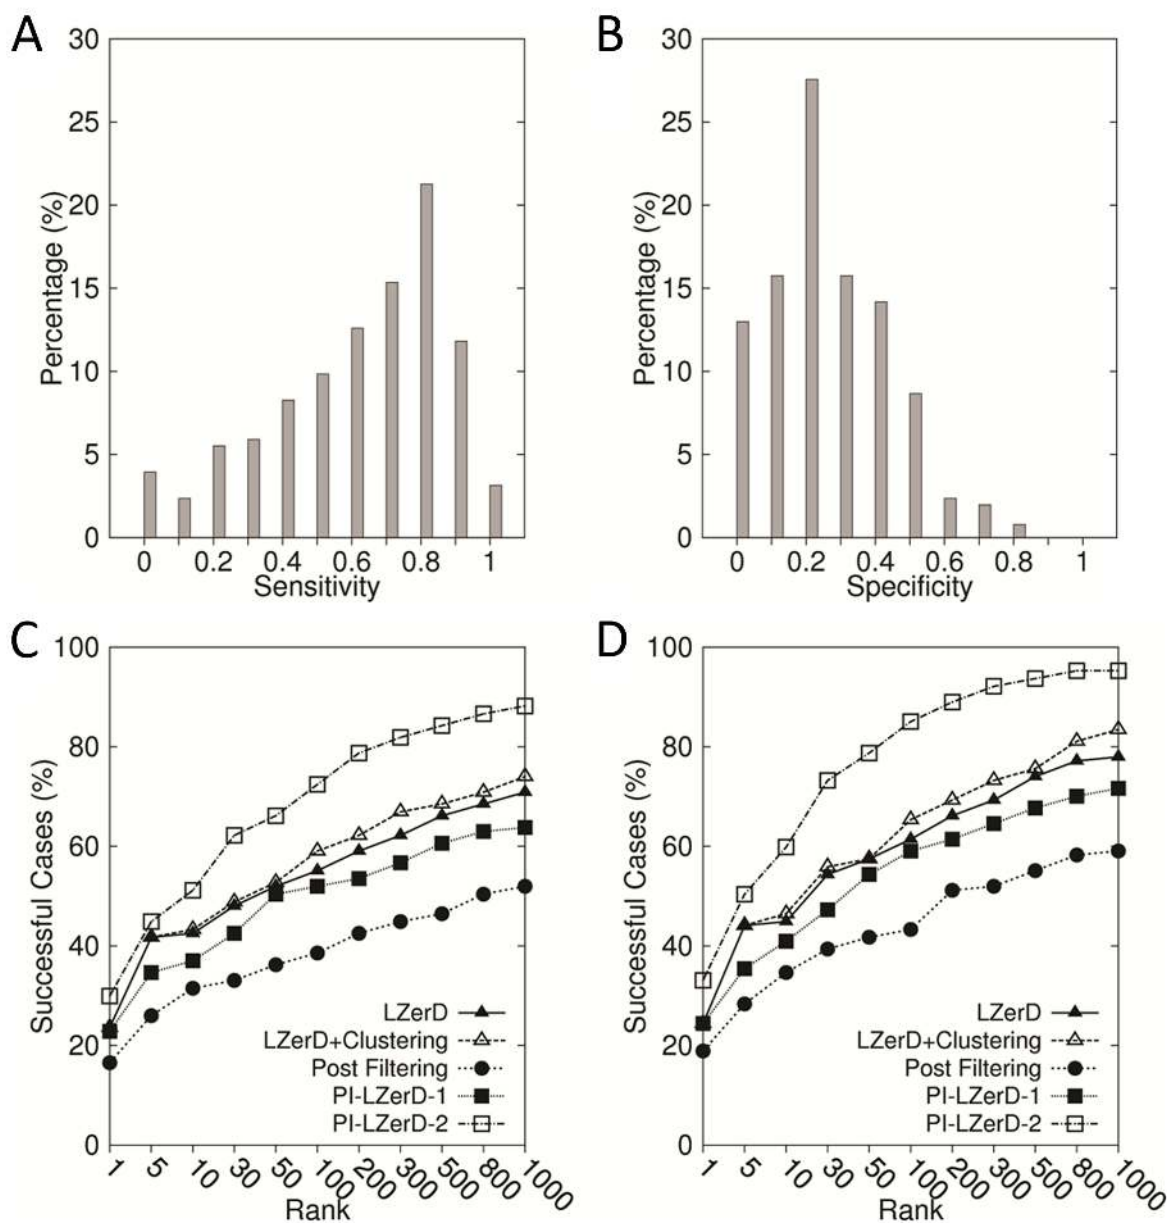 A
30
25
20
15
10
5
0
Percentage (%)
0 0.2 0.4 0.6 0.8 1
Sensitivity
B
30
25
20
15
10
5
0
Percentage (%)
0 0.2 0.4 0.6 0.8 1
Specificity
C
100
80
60
40
20
0
Successful Cases (%)
LZerD
LZerD+Clustering
Post Filtering
PI-LZerD-1
PI-LZerD-2
1 5 10 30 50 100 200 300 500 800 1000
Rank
D
100
80
60
40
20
0
Successful Cases (%)
LZerD
LZerD+Clustering
Post Filtering
PI-LZerD-1
PI-LZerD-2
1 5 10 30 50 100 200 300 500 800 1000
Rank